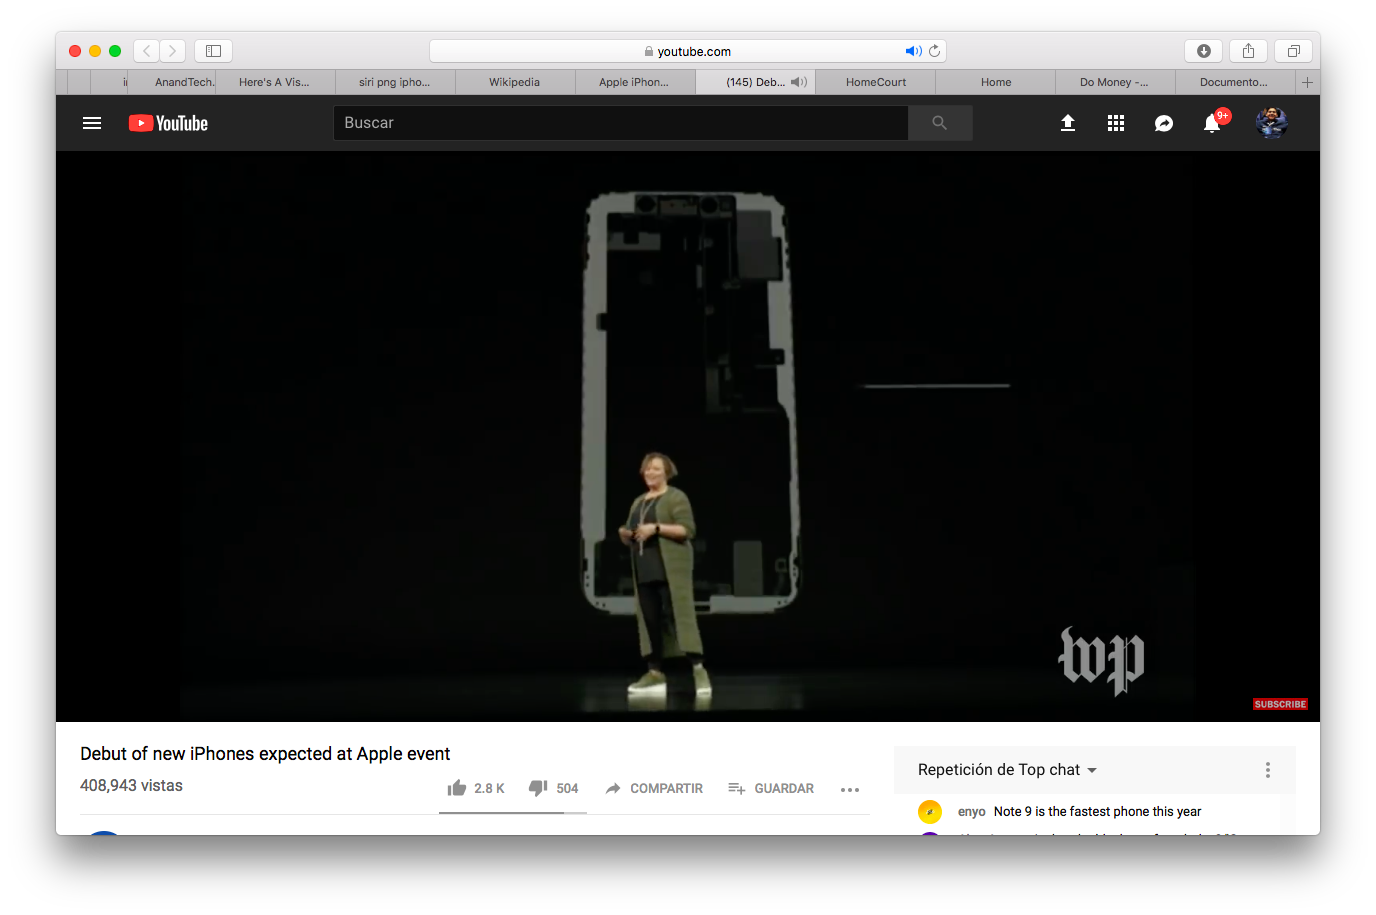 youtube.com
AnandTech.
Here's A Vis...
siri png ipho...
Wikipedia
Apple iPhon...
(145) Deb...
HomeCourt
Home
Do Money -...
Documento...
YouTube
Buscar
9+
wp
SUBSCRIBE
Debut of new iPhones expected at Apple event
408,943 vistas
2.8 K
504
COMPARTIR
GUARDAR
Repetición de Top chat
enyo Note 9 is the fastest phone this year